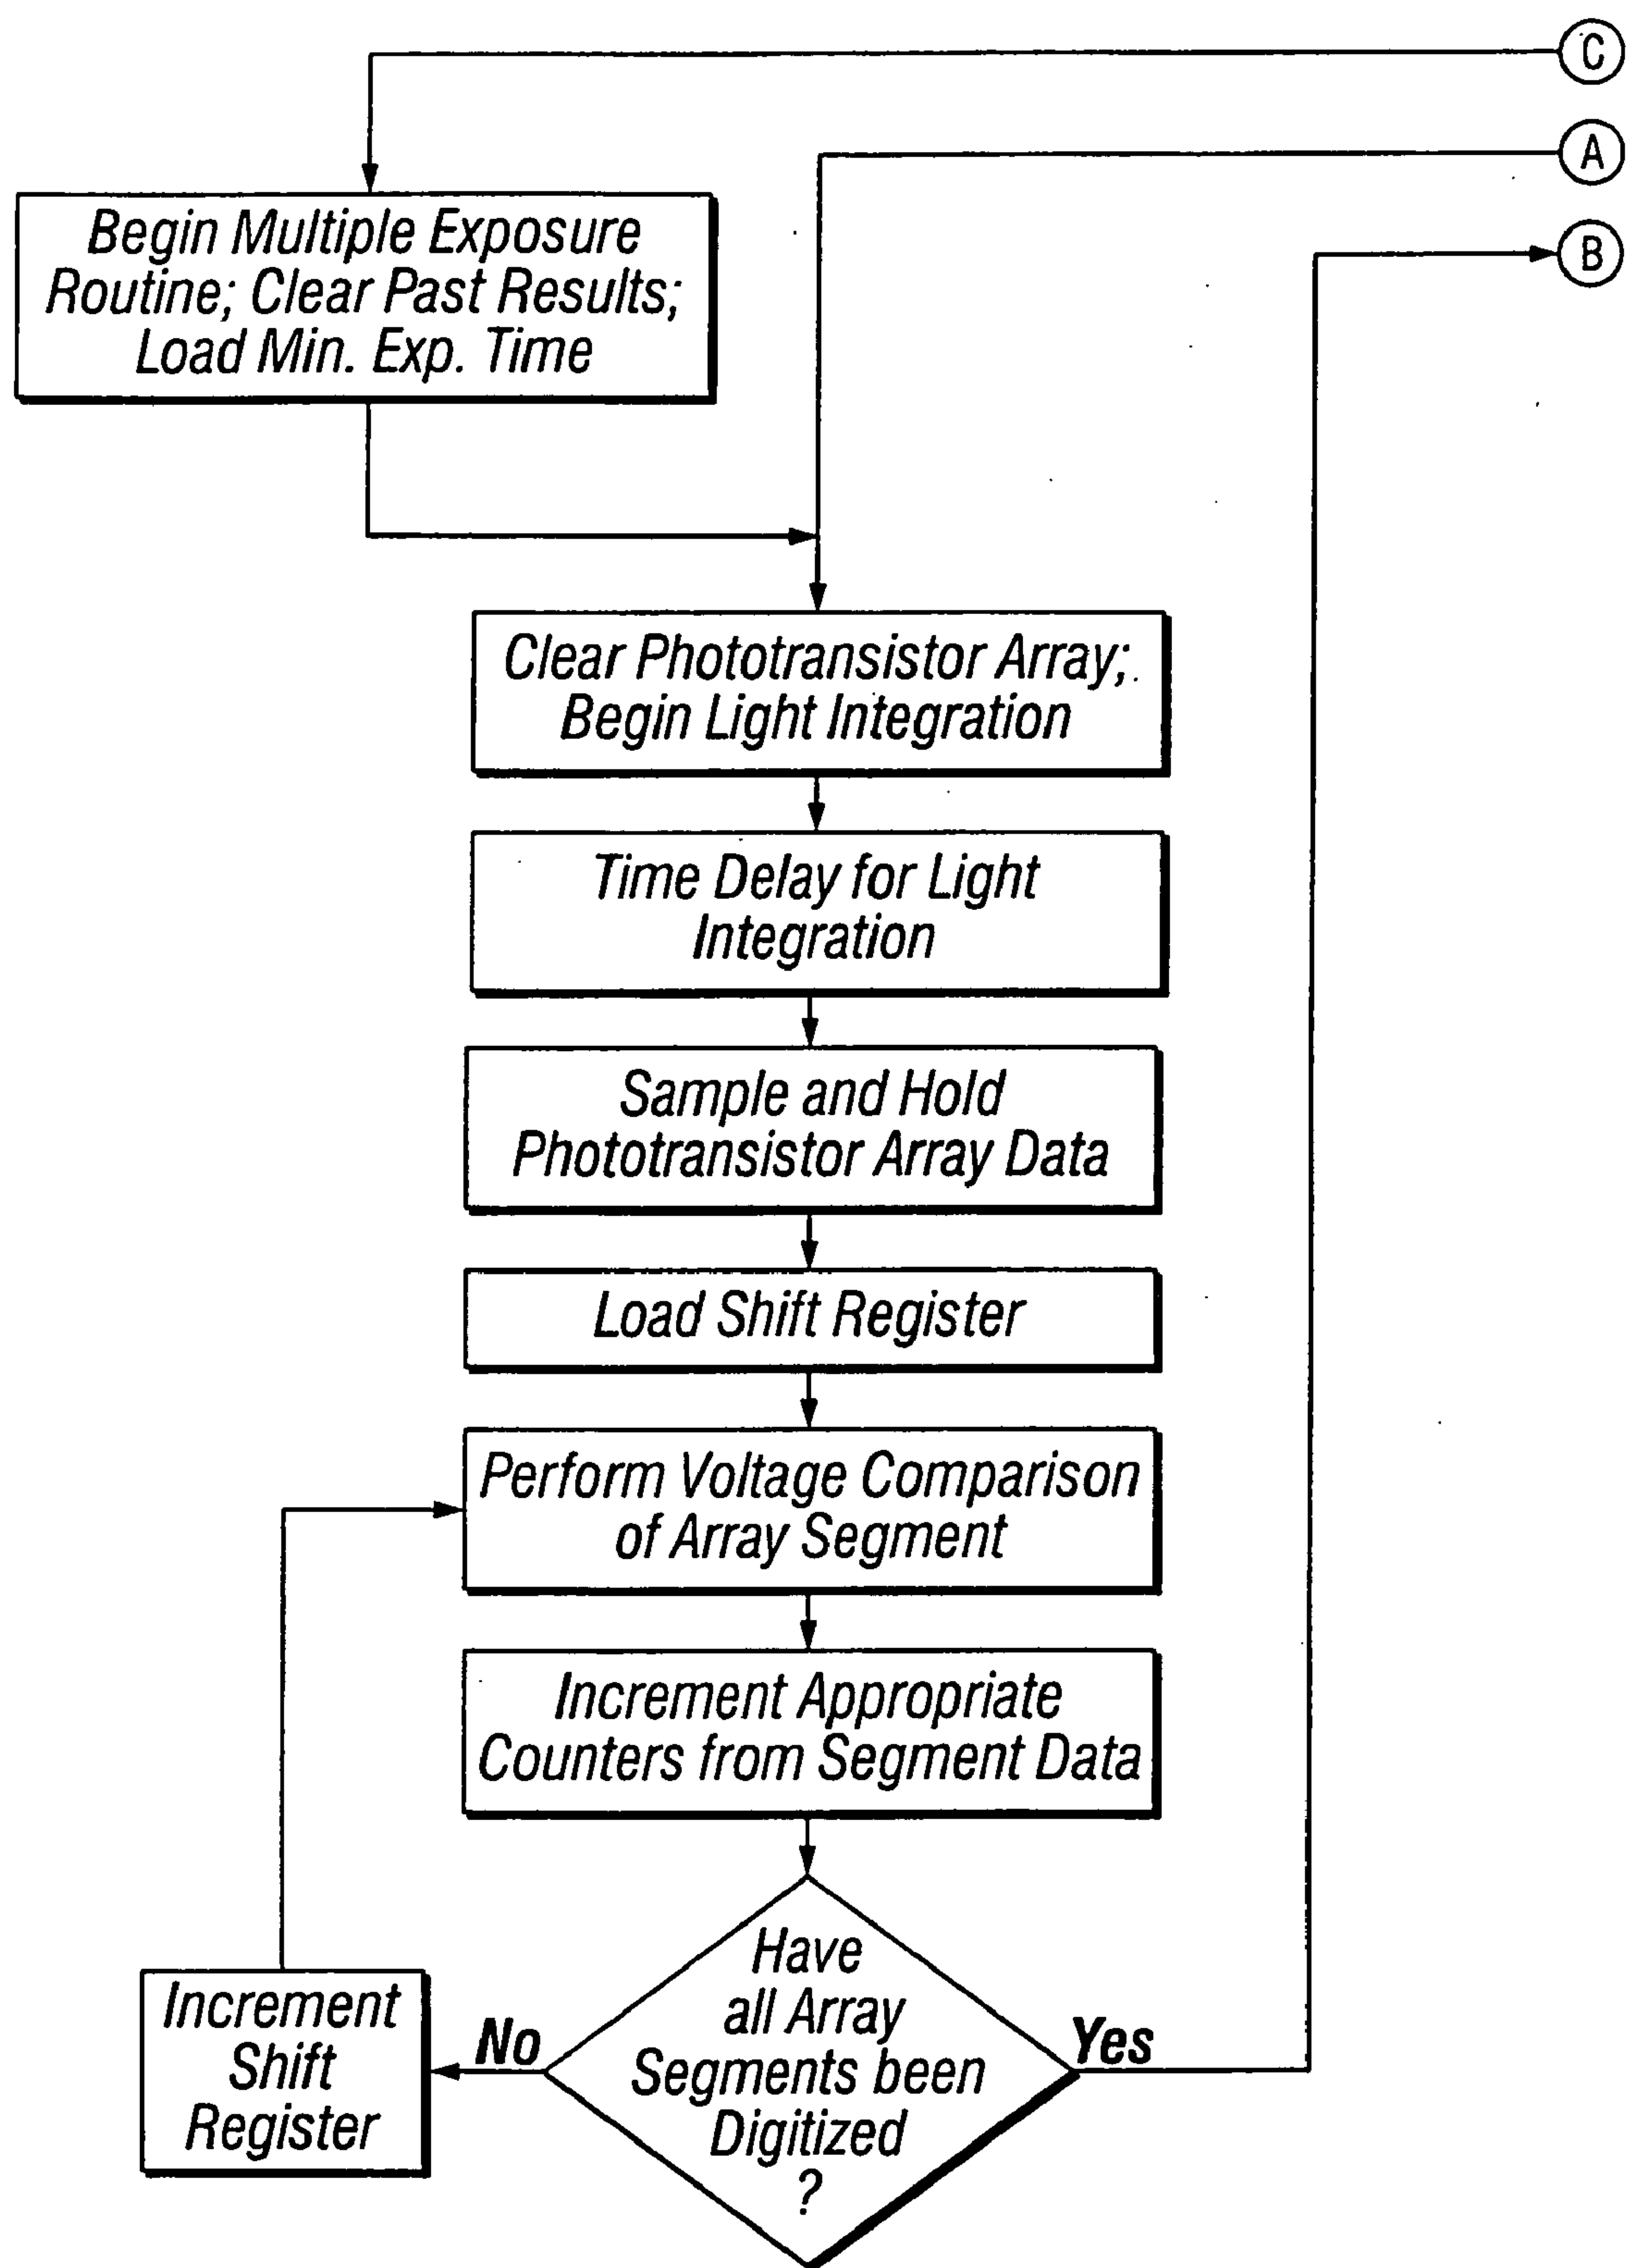 C
A
B
Begin Multiple Exposure
Routine; Clear Past Results;
Load Min. Exp. Time
Clear Phototransistor Array;
Begin Light Integration
Time Delay for Light
Integration
Sample and Hold
Phototransistor Array Data
Load Shift Register
Perform Voltage Comparison
of Array Segment
Increment Appropriate
Counters from Segment Data
Have
all Array
Segments been
Digitized
?
No
Yes
Increment
Shift
Register